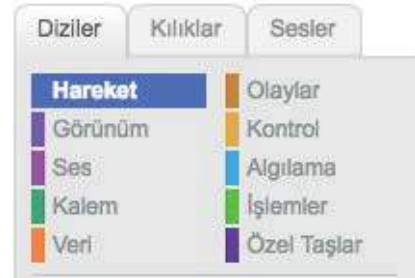 Diziler Kılıklar Sesler
Hareket Olaylar
Görünüm Kontrol
Ses Algılama
Kalem İşlemler
Veri Özel Taşlar